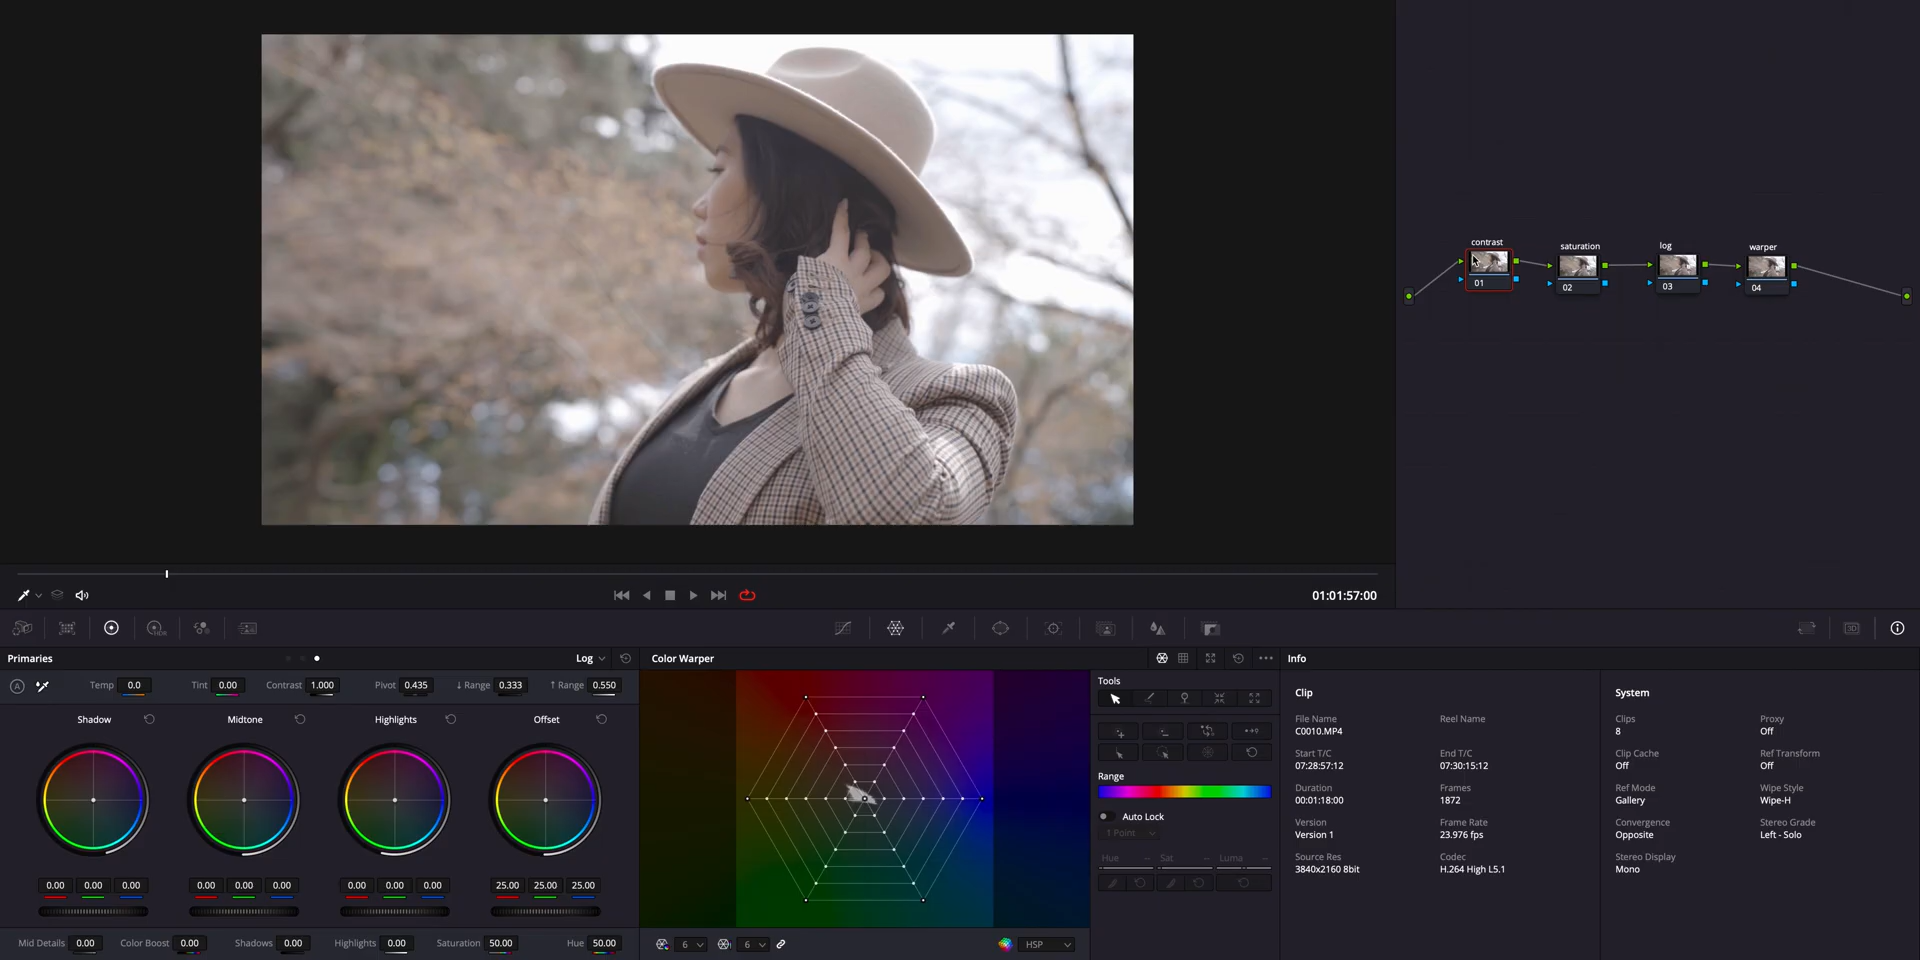 contrast
saturation
log
warper
01
02
03
04
01:01:57:00
HDR
3D
Primaries
Log
Color Warper
Info
A
Temp 0.0
Tint 0.00
Contrast 1.000
Pivot 0.435
↓ Range 0.333
↑ Range 0.550
Shadow
Midtone
Highlights
Offset
0.00 0.00 0.00
0.00 0.00 0.00
0.00 0.00 0.00
25.00 25.00 25.00
Mid Details 0.00
Color Boost 0.00
Shadows 0.00
Highlights 0.00
Saturation 50.00
Hue 50.00
6
6
HSP
Tools
Range
Auto Lock
1 Point
Hue --
Sat --
Luma --
Clip
File Name
C0010.MP4
Reel Name
Start T/C
07:28:57:12
End T/C
07:30:15:12
Duration
00:01:18:00
Frames
1872
Version
Version 1
Frame Rate
23.976 fps
Source Res
3840x2160 8bit
Codec
H.264 High L5.1
System
Clips
8
Proxy
Off
Clip Cache
Off
Ref Transform
Off
Ref Mode
Gallery
Wipe Style
Wipe-H
Convergence
Opposite
Stereo Grade
Left - Solo
Stereo Display
Mono